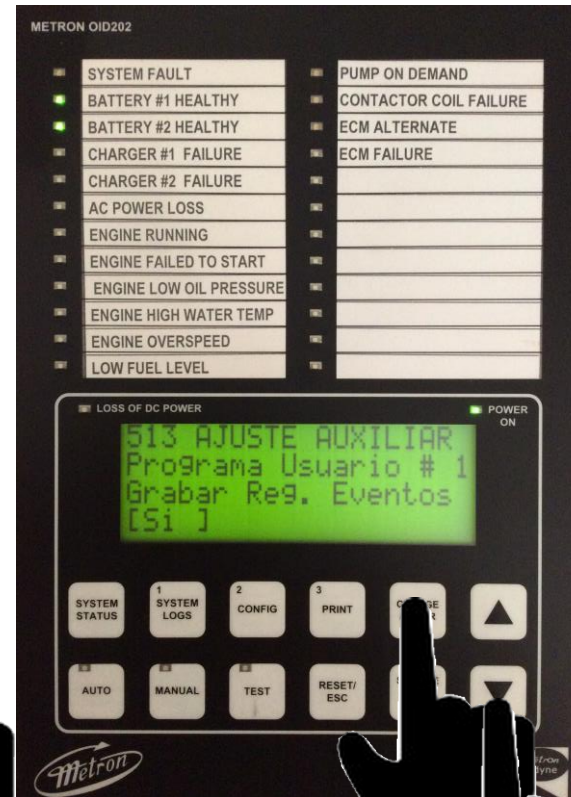 METRON OID202
SYSTEM FAULT
BATTERY #1 HEALTHY
BATTERY #2 HEALTHY
CHARGER #1 FAILURE
CHARGER #2 FAILURE
AC POWER LOSS
ENGINE RUNNING
ENGINE FAILED TO START
ENGINE LOW OIL PRESSURE
ENGINE HIGH WATER TEMP
ENGINE OVERSPEED
LOW FUEL LEVEL
PUMP ON DEMAND
CONTACTOR COIL FAILURE
ECM ALTERNATE
ECM FAILURE
LOSS OF DC POWER
POWER
ON
513 AJUSTE AUXILIAR
Programa Usuario # 1
Grabar Reg. Eventos
[Si ]
SYSTEM
STATUS
1
SYSTEM
LOGS
2
CONFIG
3
PRINT
AUTO
MANUAL
TEST
RESET/
ESC
Metron